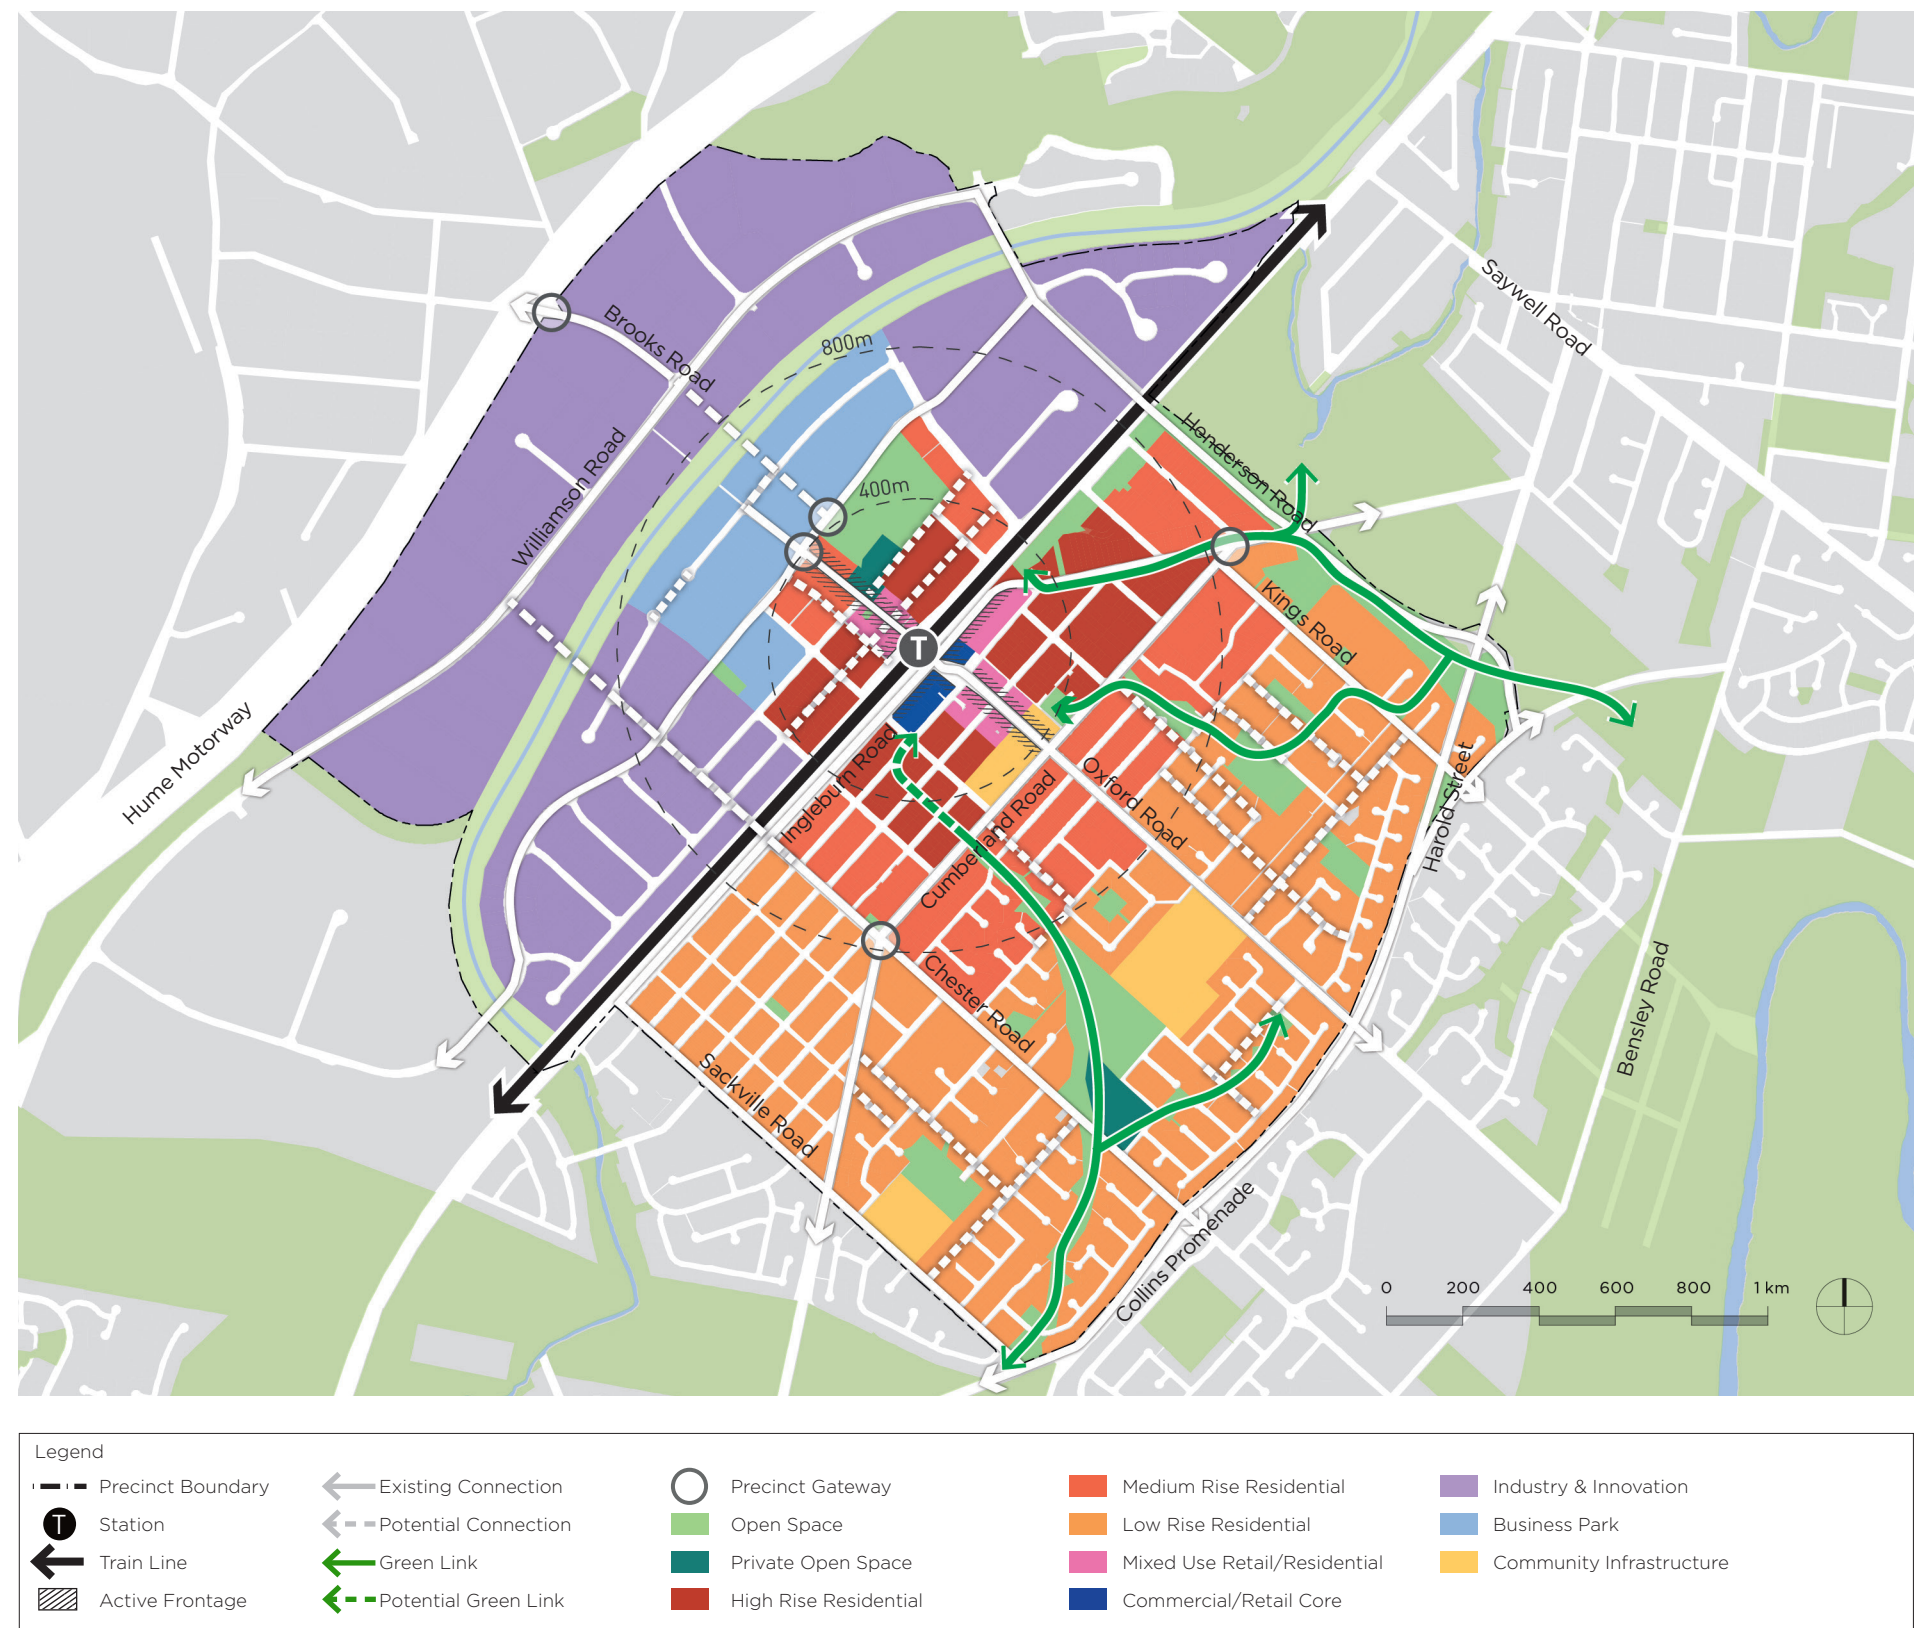 Saywell Road
Brooks Road
800m
Henderson Road
Williamson Road
400m
Kings Road
T
Hume Motorway
Ingleburn Road
Oxford Road
Harold Street
Cumberland Road
Chester Road
Bensley Road
Sackville Road
Collins Promenade
0 200 400 600 800 1 km
Legend
Precinct Boundary
T Station
Train Line
Active Frontage
Existing Connection
Potential Connection
Green Link
Potential Green Link
Precinct Gateway
Open Space
Private Open Space
High Rise Residential
Medium Rise Residential
Low Rise Residential
Mixed Use Retail/Residential
Commercial/Retail Core
Industry & Innovation
Business Park
Community Infrastructure